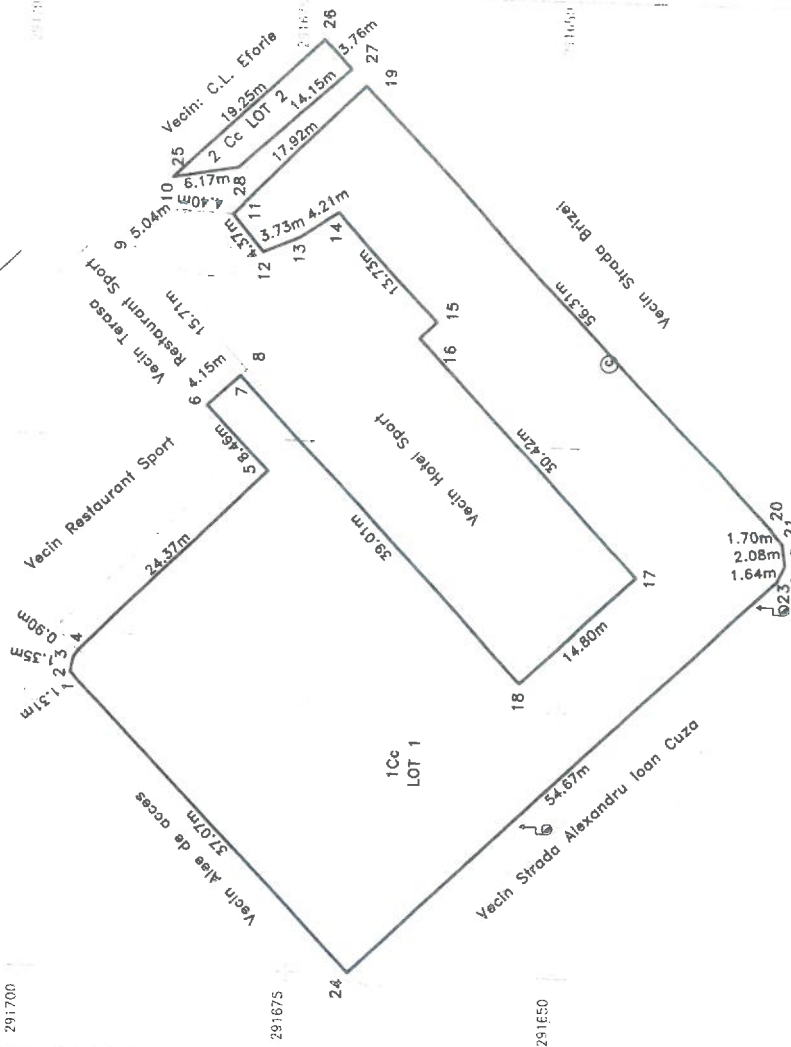 26
3.76m
27
19
Vecin: C.L. Eforie
19.25m
2 Cc LOT 2
14.15m
17.92m
25
10
6.17m
4.40m
28
11
5.04m
9
4.37m
12
3.73m
4.21m
13
14
Vecin Terasa
Restaurant Sport
15.71m
13.73m
15
16
4.15m
8
6
7
8.46m
5
Vecin Strada Brizei
56.31m
C
Vecin Hotel Sport
Vecin Restaurant Sport
24.37m
39.01m
30.42m
0.90m
4
1.35m
3
2
1
1.31m
20
1.70m
2.08m
1.64m
21
23
17
14.80m
18
1Cc
LOT 1
37.07m
Vecin Alee de acces
54.67m
Vecin Strada Alexandru Ioan Cuza
24
291700
291675
291650